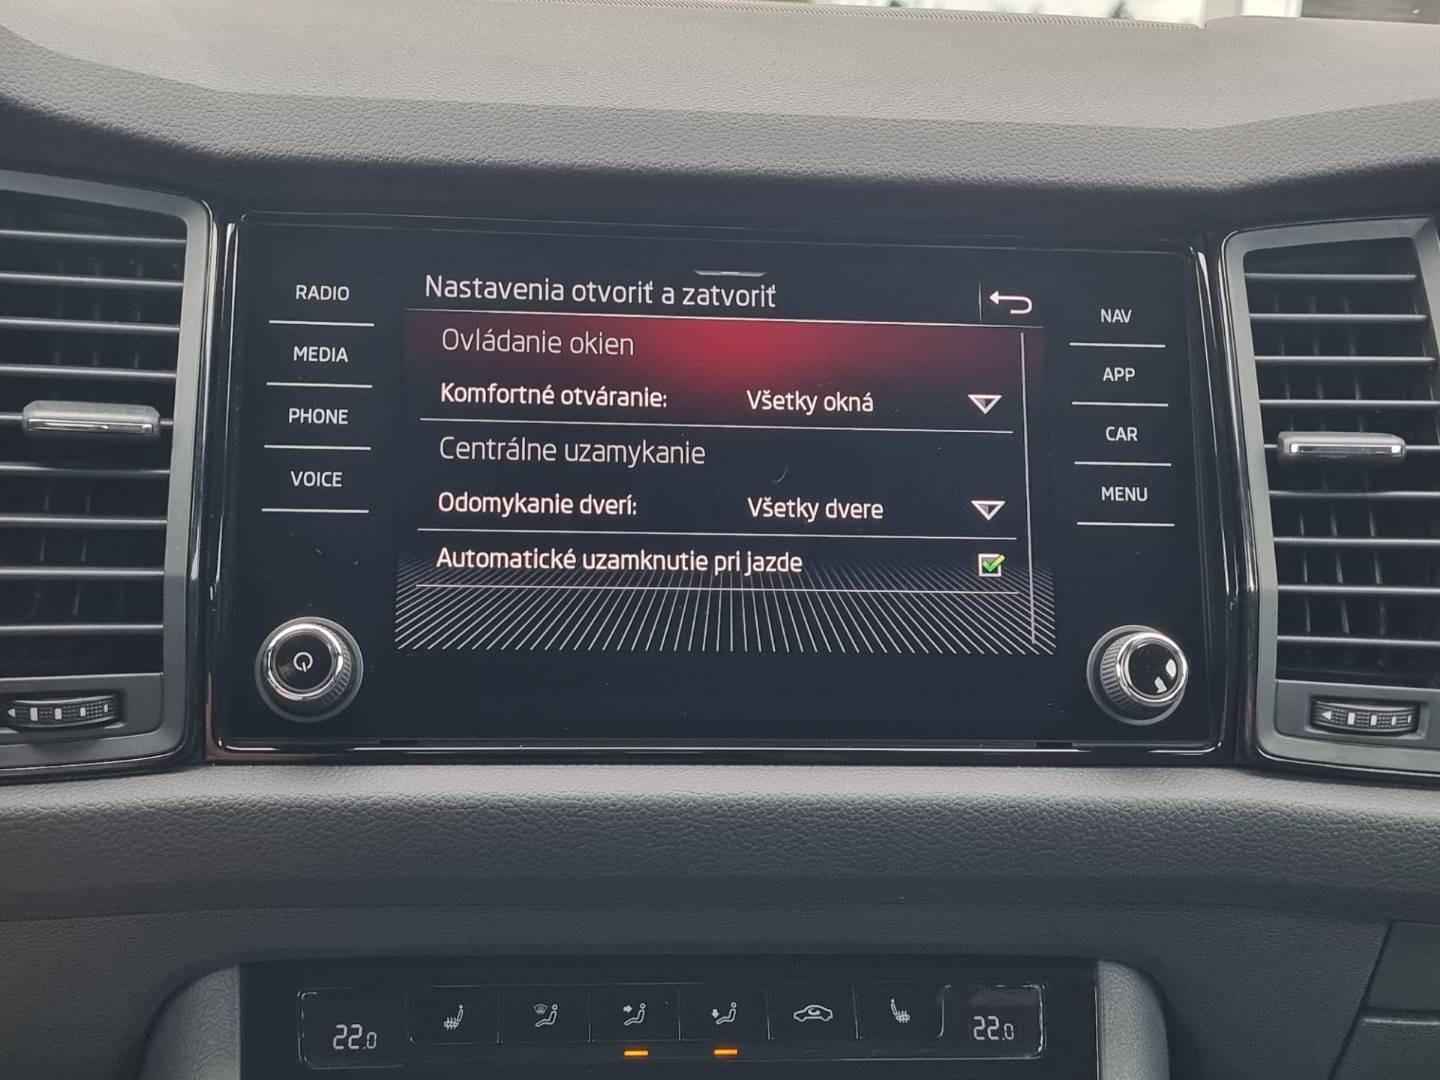 Nastavenia otvoriť a zatvoriť
Ovládanie okien
Komfortné otváranie: Všetky okná
Centrálne uzamykanie
Odomykanie dverí: Všetky dvere
Automatické uzamknutie pri jazde
RADIO
MEDIA
PHONE
VOICE
NAV
APP
CAR
MENU
22.0
22.0